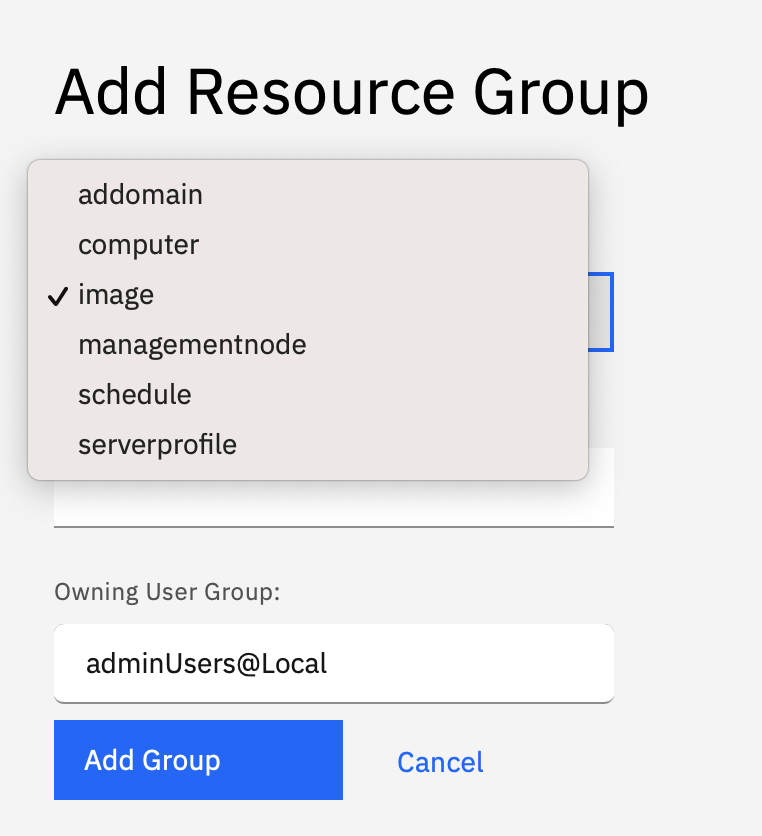 Add Resource Group
addomain
computer
image
managementnode
schedule
serverprofile
Owning User Group:
adminUsers@Local
Add Group
Cancel